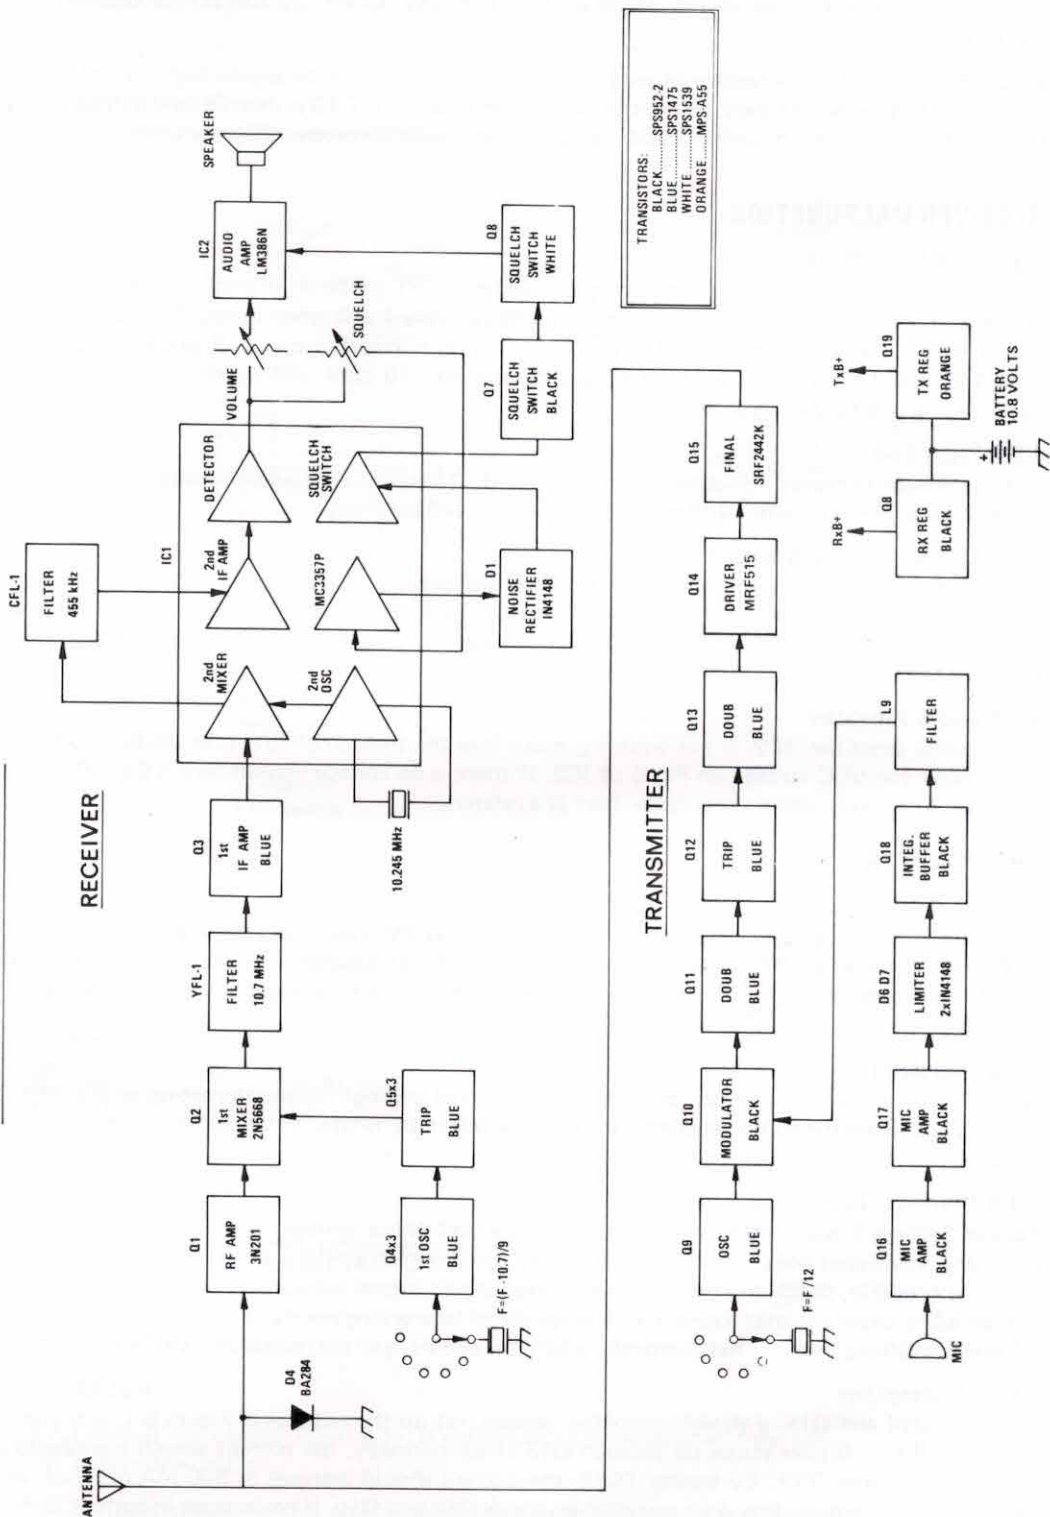 RECEIVER
ANTENNA
D4
BA284
Q1
RF AMP
3N201
Q2
1st
MIXER
2N5668
YFL-1
FILTER
10.7 MHz
Q3
1st
IF AMP
BLUE
Q4x3
1st OSC
BLUE
Q5x3
TRIP
BLUE
F=(F -10.7)/9
10.245 MHz
CFL-1
FILTER
455 kHz
IC1
2nd
MIXER
2nd
IF AMP
DETECTOR
2nd
OSC
MC3357P
SQUELCH
SWITCH
VOLUME
SQUELCH
IC2
AUDIO
AMP
LM386N
SPEAKER
D1
NOISE
RECTIFIER
IN4148
Q7
SQUELCH
SWITCH
BLACK
Q8
SQUELCH
SWITCH
WHITE
TRANSMITTER
Q9
OSC
BLUE
F=F /12
Q10
MODULATOR
BLACK
Q11
DOUB
BLUE
Q12
TRIP
BLUE
Q13
DOUB
BLUE
Q14
DRIVER
MRF515
Q15
FINAL
SRF2442K
MIC
Q16
MIC
AMP
BLACK
Q17
MIC
AMP
BLACK
D6 D7
LIMITER
2xIN4148
Q18
INTEG.
BUFFER
BLACK
L9
FILTER
RxB+
Q8
RX REG
BLACK
TxB+
Q19
TX REG
ORANGE
+
BATTERY
10.8 VOLTS
TRANSISTORS:
BLACK.........SPS952-2
BLUE...........SPS1475
WHITE ........SPS1539
ORANGE.....MPS-A55